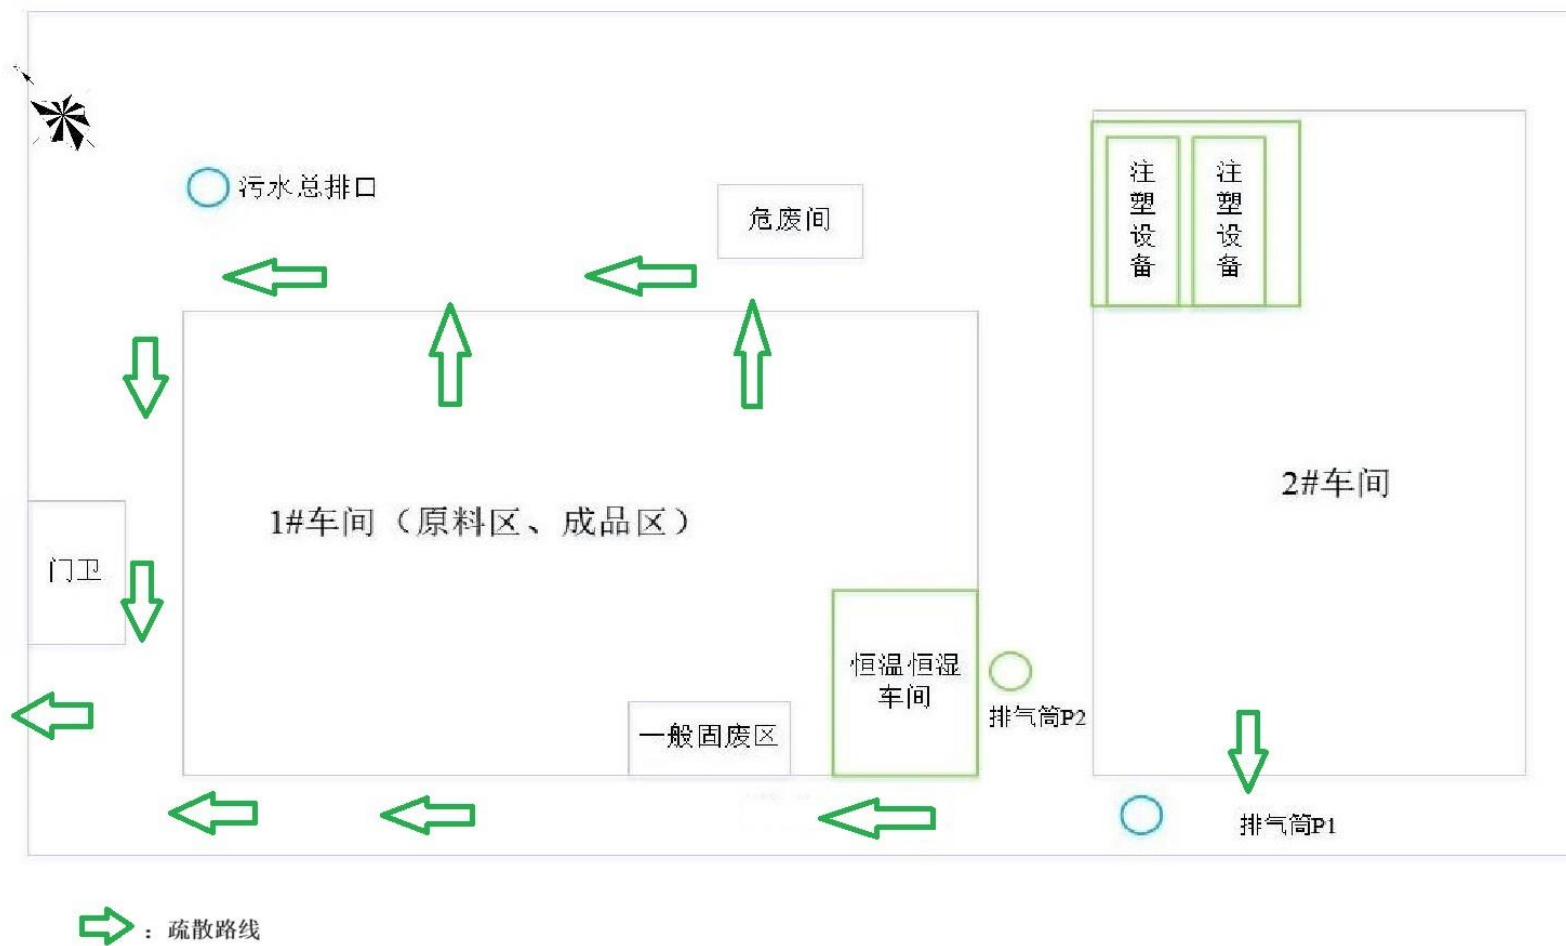 污水总排口
危废间
注塑设备
注塑设备
2#车间
1#车间（原料区、成品区）
门卫
恒温恒湿
车间
排气筒P2
一般固废区
排气筒P1
：疏散路线